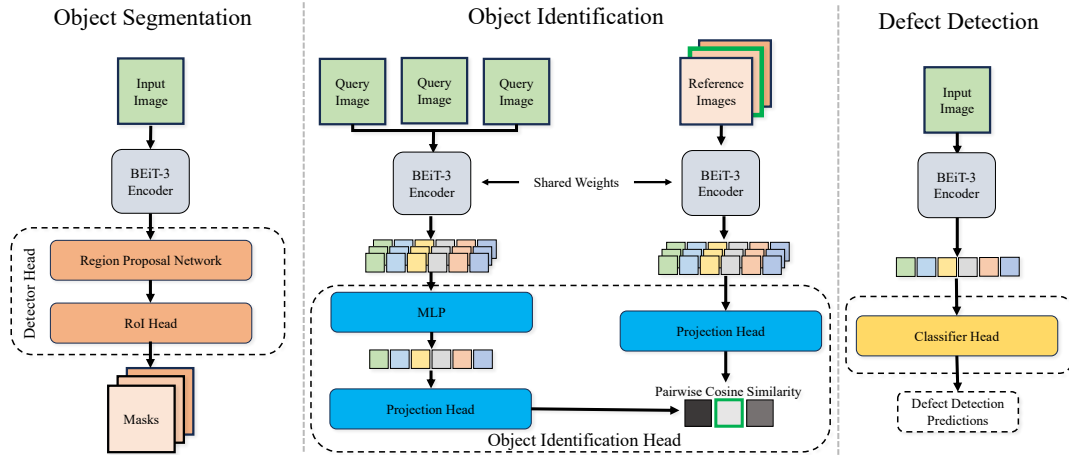 Object Segmentation
Input
Image
BEiT-3
Encoder
Detector Head
Region Proposal Network
RoI Head
Masks
Object Identification
Query
Image
Query
Image
Query
Image
Reference
Images
BEiT-3
Encoder
Shared Weights
BEiT-3
Encoder
MLP
Projection Head
Projection Head
Pairwise Cosine Similarity
Object Identification Head
Defect Detection
Input
Image
BEiT-3
Encoder
Classifier Head
Defect Detection
Predictions